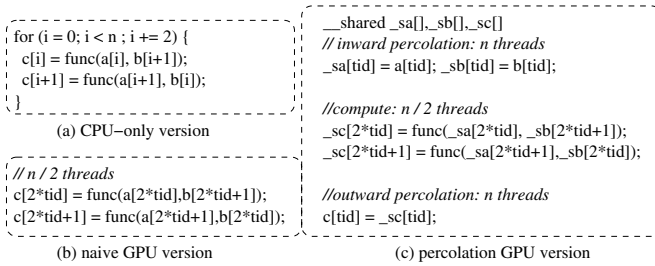 for (i = 0; i < n ; i += 2) {
c[i] = func(a[i], b[i+1]);
c[i+1] = func(a[i+1], b[i]);
}
(a) CPU−only version
// n / 2 threads
c[2*tid] = func(a[2*tid],b[2*tid+1]);
c[2*tid+1] = func(a[2*tid+1],b[2*tid]);
(b) naive GPU version
__shared _sa[],_sb[],_sc[]
// inward percolation: n threads
_sa[tid] = a[tid]; _sb[tid] = b[tid];
//compute: n / 2 threads
_sc[2*tid] = func(_sa[2*tid], _sb[2*tid+1]);
_sc[2*tid+1] = func(_sa[2*tid+1],_sb[2*tid]);
//outward percolation: n threads
c[tid] = _sc[tid];
(c) percolation GPU version